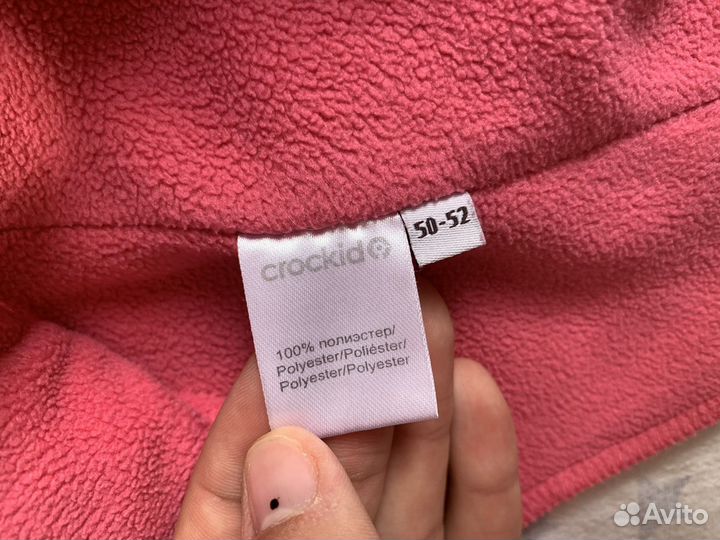 crockid
50-52
100% полиэстер/
Polyester/Poliéster/
Polyester/Polyester
Avito